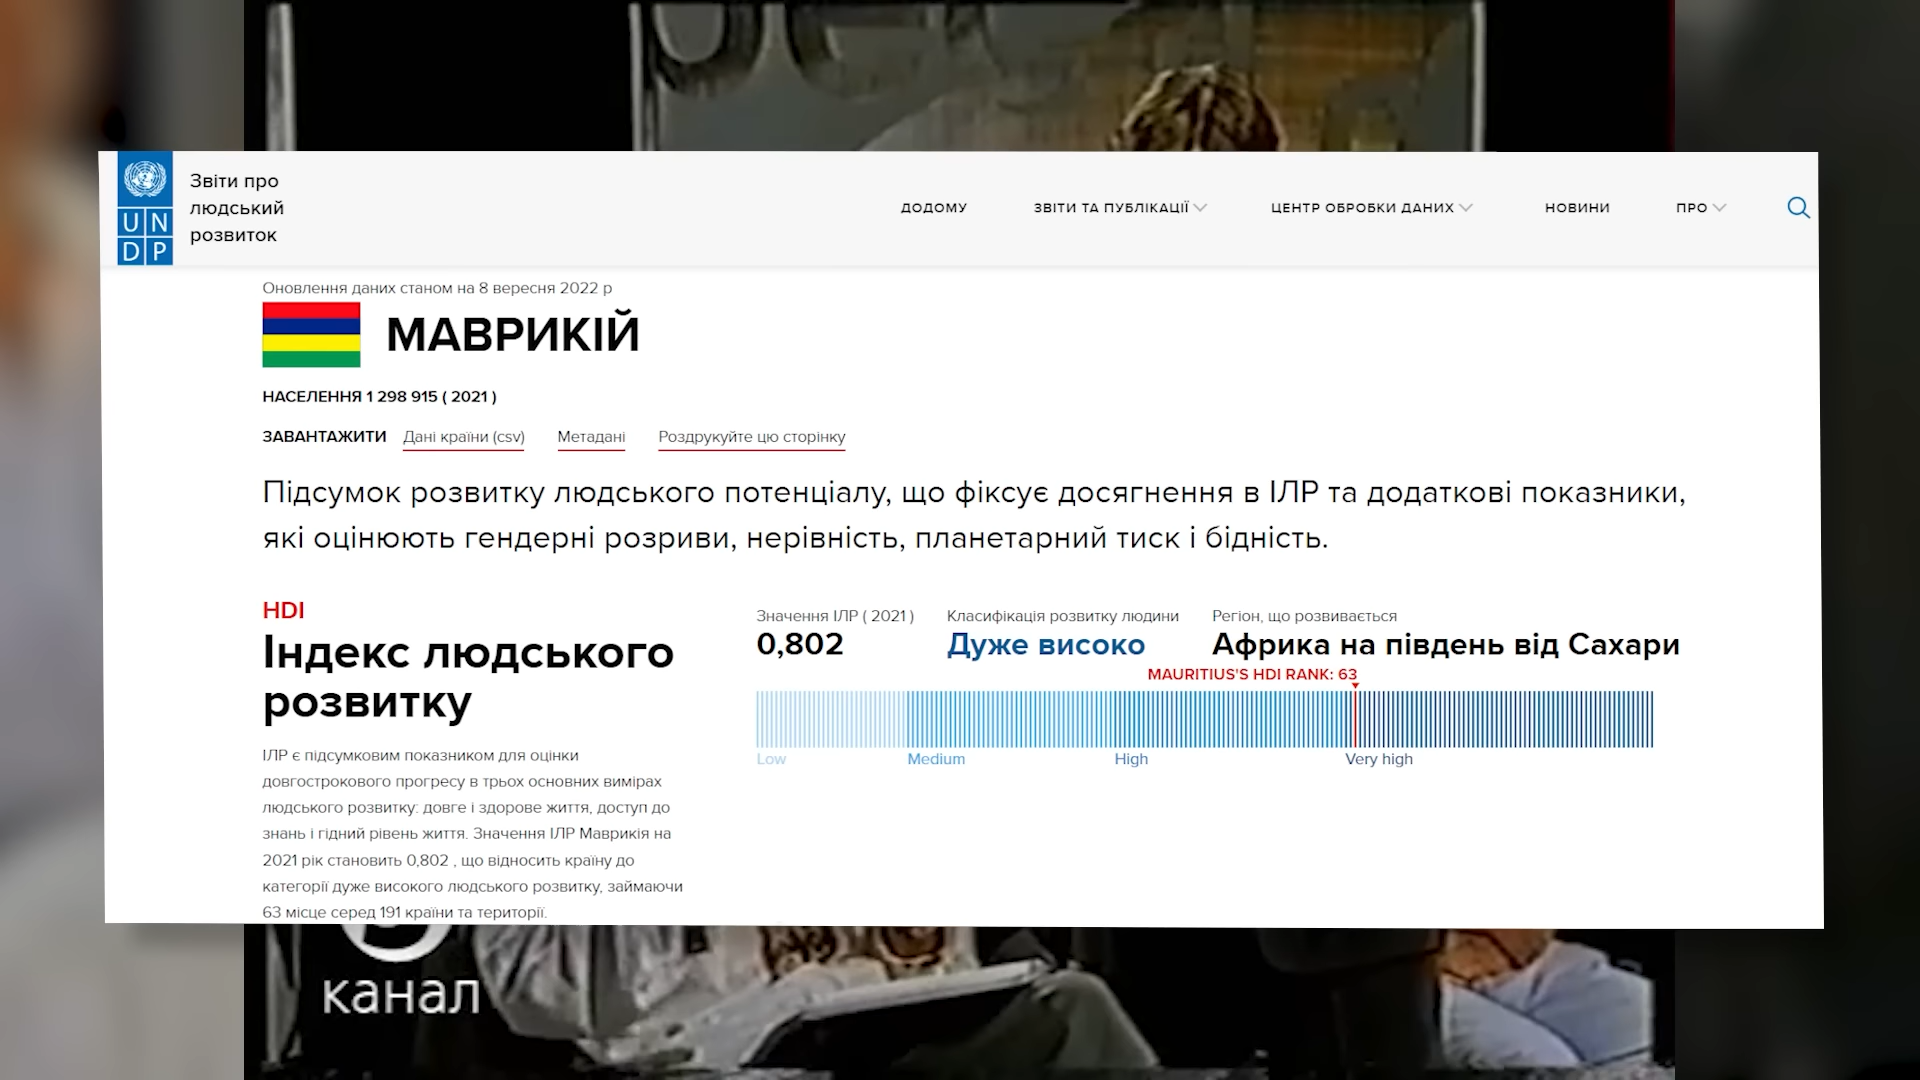 Звіти про
людський
розвиток
UN
DP
ДОДОМУ
ЗВІТИ ТА ПУБЛІКАЦІЇ
ЦЕНТР ОБРОБКИ ДАНИХ
НОВИНИ
ПРО
Оновлення даних станом на 8 вересня 2022 р
МАВРИКІЙ
НАСЕЛЕННЯ 1 298 915 ( 2021 )
ЗАВАНТАЖИТИ Дані країни (csv) Метадані Роздрукуйте цю сторінку
Підсумок розвитку людського потенціалу, що фіксує досягнення в ІЛР та додаткові показники,
які оцінюють гендерні розриви, нерівність, планетарний тиск і бідність.
HDI
Індекс людського
розвитку
ІЛР є підсумковим показником для оцінки
довгострокового прогресу в трьох основних вимірах
людського розвитку: довге і здорове життя, доступ до
знань і гідний рівень життя. Значення ІЛР Маврикія на
2021 рік становить 0,802 , що відносить країну до
категорії дуже високого людського розвитку, займаючи
63 місце серед 191 країни та території.
Значення ІЛР ( 2021 )
0,802
Класифікація розвитку людини
Дуже високо
Регіон, що розвивається
Африка на південь від Сахари
MAURITIUS'S HDI RANK: 63
Low
Medium
High
Very high
канал